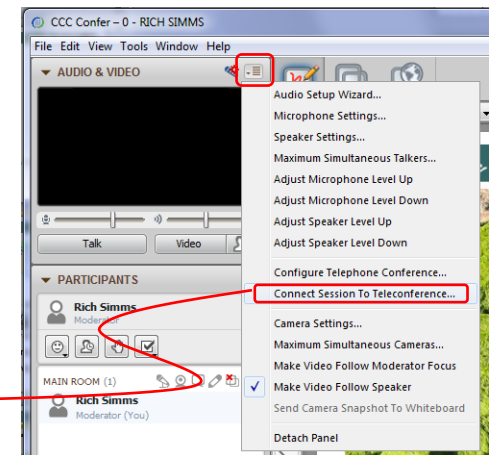 CCC Confer – 0 - RICH SIMMS
File Edit View Tools Window Help
AUDIO & VIDEO
Talk
Video
PARTICIPANTS
Rich Simms
Moderator
MAIN ROOM (1)
Rich Simms
Moderator (You)
Audio Setup Wizard...
Microphone Settings...
Speaker Settings...
Maximum Simultaneous Talkers...
Adjust Microphone Level Up
Adjust Microphone Level Down
Adjust Speaker Level Up
Adjust Speaker Level Down
Configure Telephone Conference...
Connect Session To Teleconference...
Camera Settings...
Maximum Simultaneous Cameras...
Make Video Follow Moderator Focus
Make Video Follow Speaker
Send Camera Snapshot To Whiteboard
Detach Panel